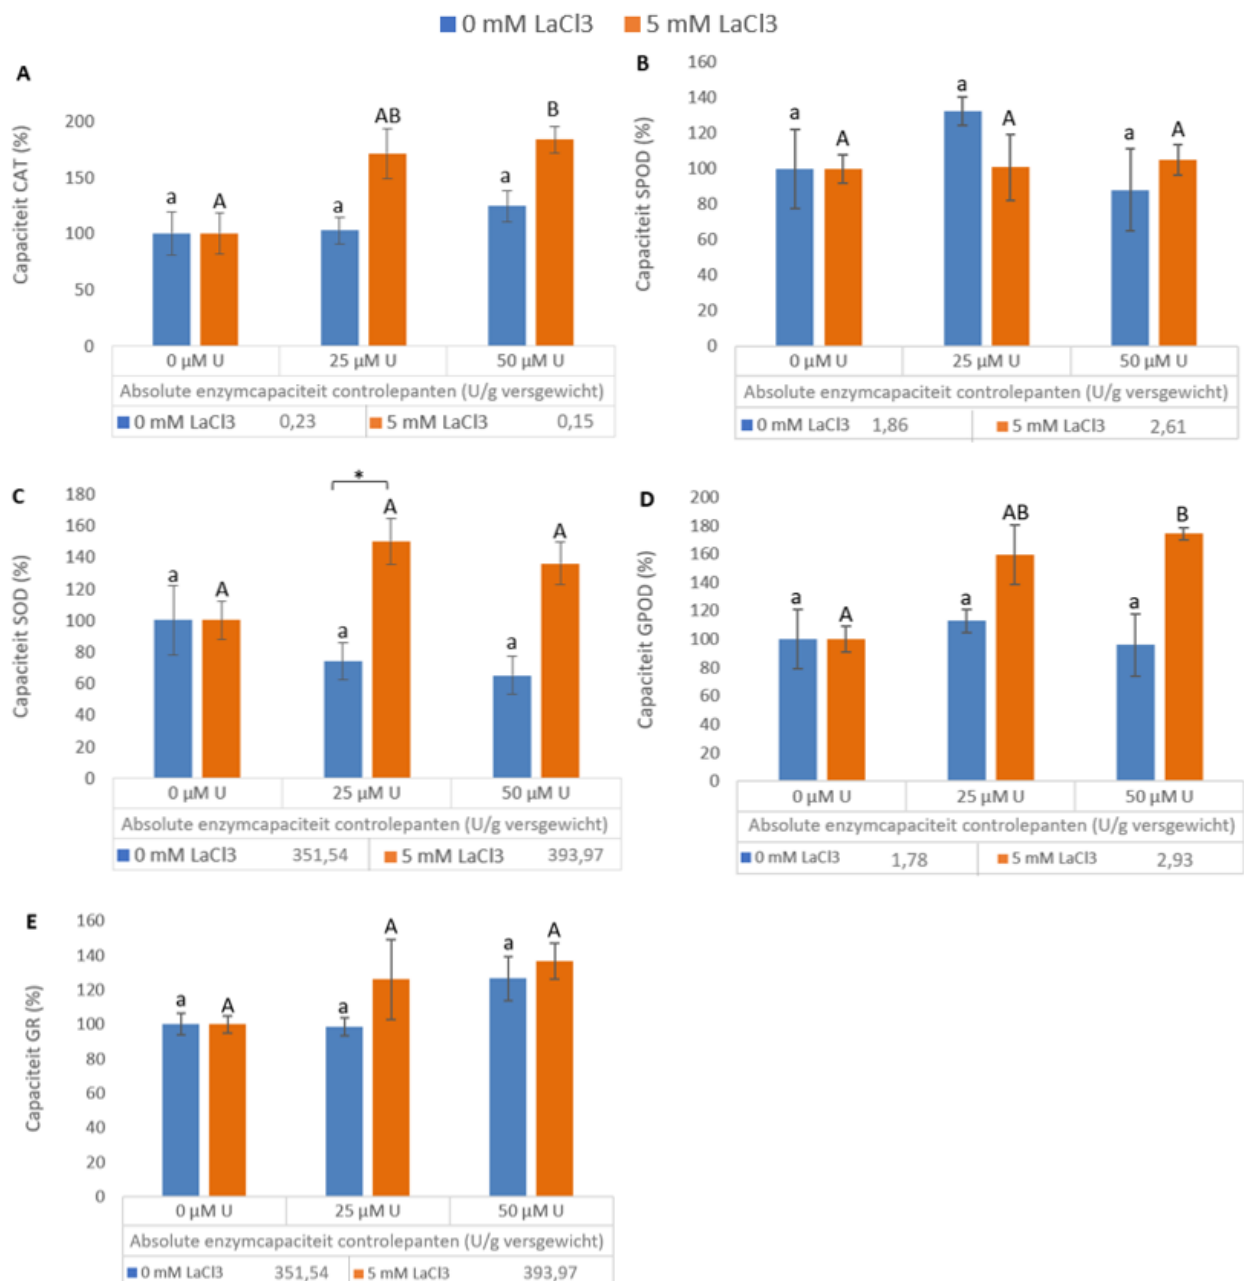 0 mM LaCl3 5 mM LaCl3
A
Capaciteit CAT (%)
200
150
100
50
0
a A a AB a B
0 µM U 25 µM U 50 µM U
Absolute enzymcapaciteit controlepanten (U/g versgewicht)
0 mM LaCl3 0,23 5 mM LaCl3 0,15
B
Capaciteit SPOD (%)
160
140
120
100
80
60
40
20
0
a A a A a A
0 µM U 25 µM U 50 µM U
Absolute enzymcapaciteit controlepanten (U/g versgewicht)
0 mM LaCl3 1,86 5 mM LaCl3 2,61
C
Capaciteit SOD (%)
180
160
140
120
100
80
60
40
20
0
*
a A a A a A
0 µM U 25 µM U 50 µM U
Absolute enzymcapaciteit controlepanten (U/g versgewicht)
0 mM LaCl3 351,54 5 mM LaCl3 393,97
D
Capaciteit GPOD (%)
200
180
160
140
120
100
80
60
40
20
0
a A a AB a B
0 µM U 25 µM U 50 µM U
Absolute enzymcapaciteit controlepanten (U/g versgewicht)
0 mM LaCl3 1,78 5 mM LaCl3 2,93
E
Capaciteit GR (%)
160
140
120
100
80
60
40
20
0
a A a A a A
0 µM U 25 µM U 50 µM U
Absolute enzymcapaciteit controlepanten (U/g versgewicht)
0 mM LaCl3 351,54 5 mM LaCl3 393,97